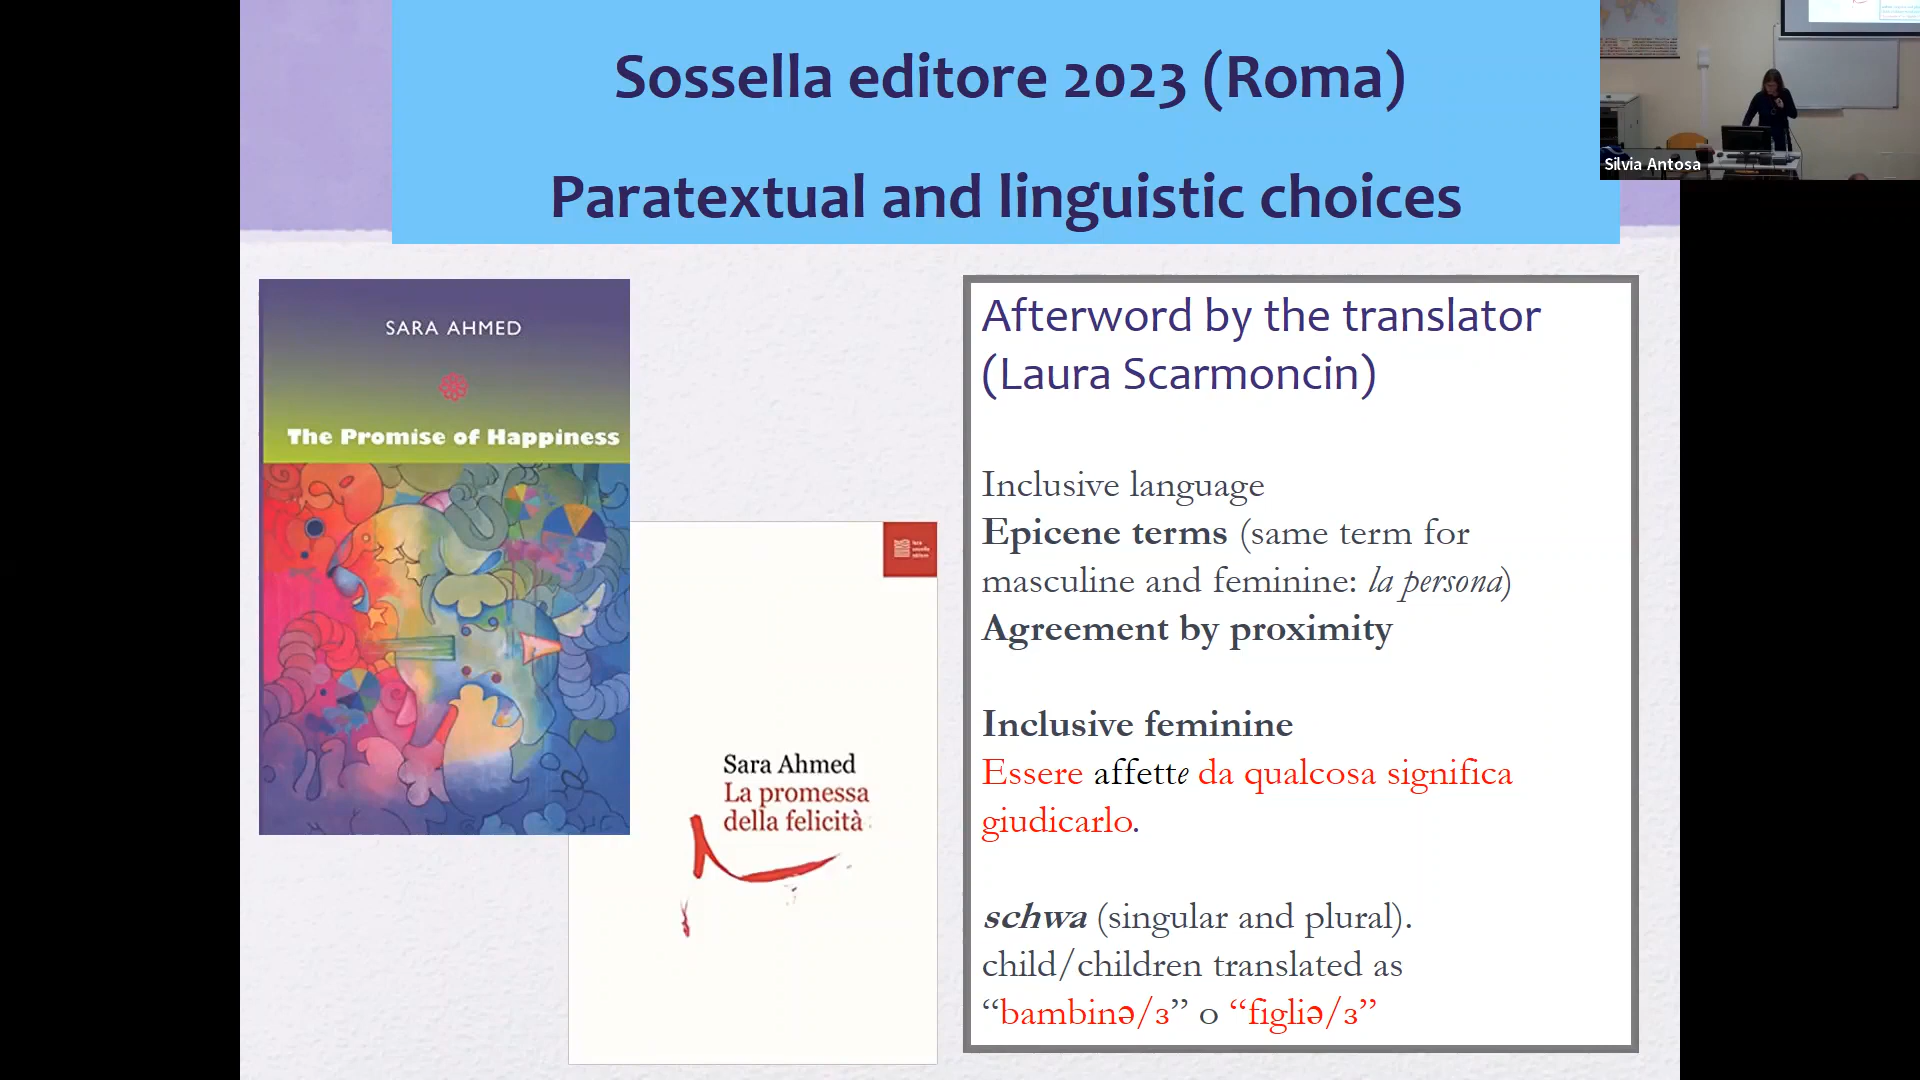 Sossella editore 2023 (Roma)
Paratextual and linguistic choices
Silvia Antosa
SARA AHMED
The Promise of Happiness
Sara Ahmed
La promessa
della felicità
Afterword by the translator
(Laura Scarmoncin)
Inclusive language
Epicene terms (same term for
masculine and feminine: la persona)
Agreement by proximity
Inclusive feminine
Essere affette da qualcosa significa
giudicarlo.
schwa (singular and plural).
child/children translated as
“bambinə/ɜ” o “figliə/ɜ”